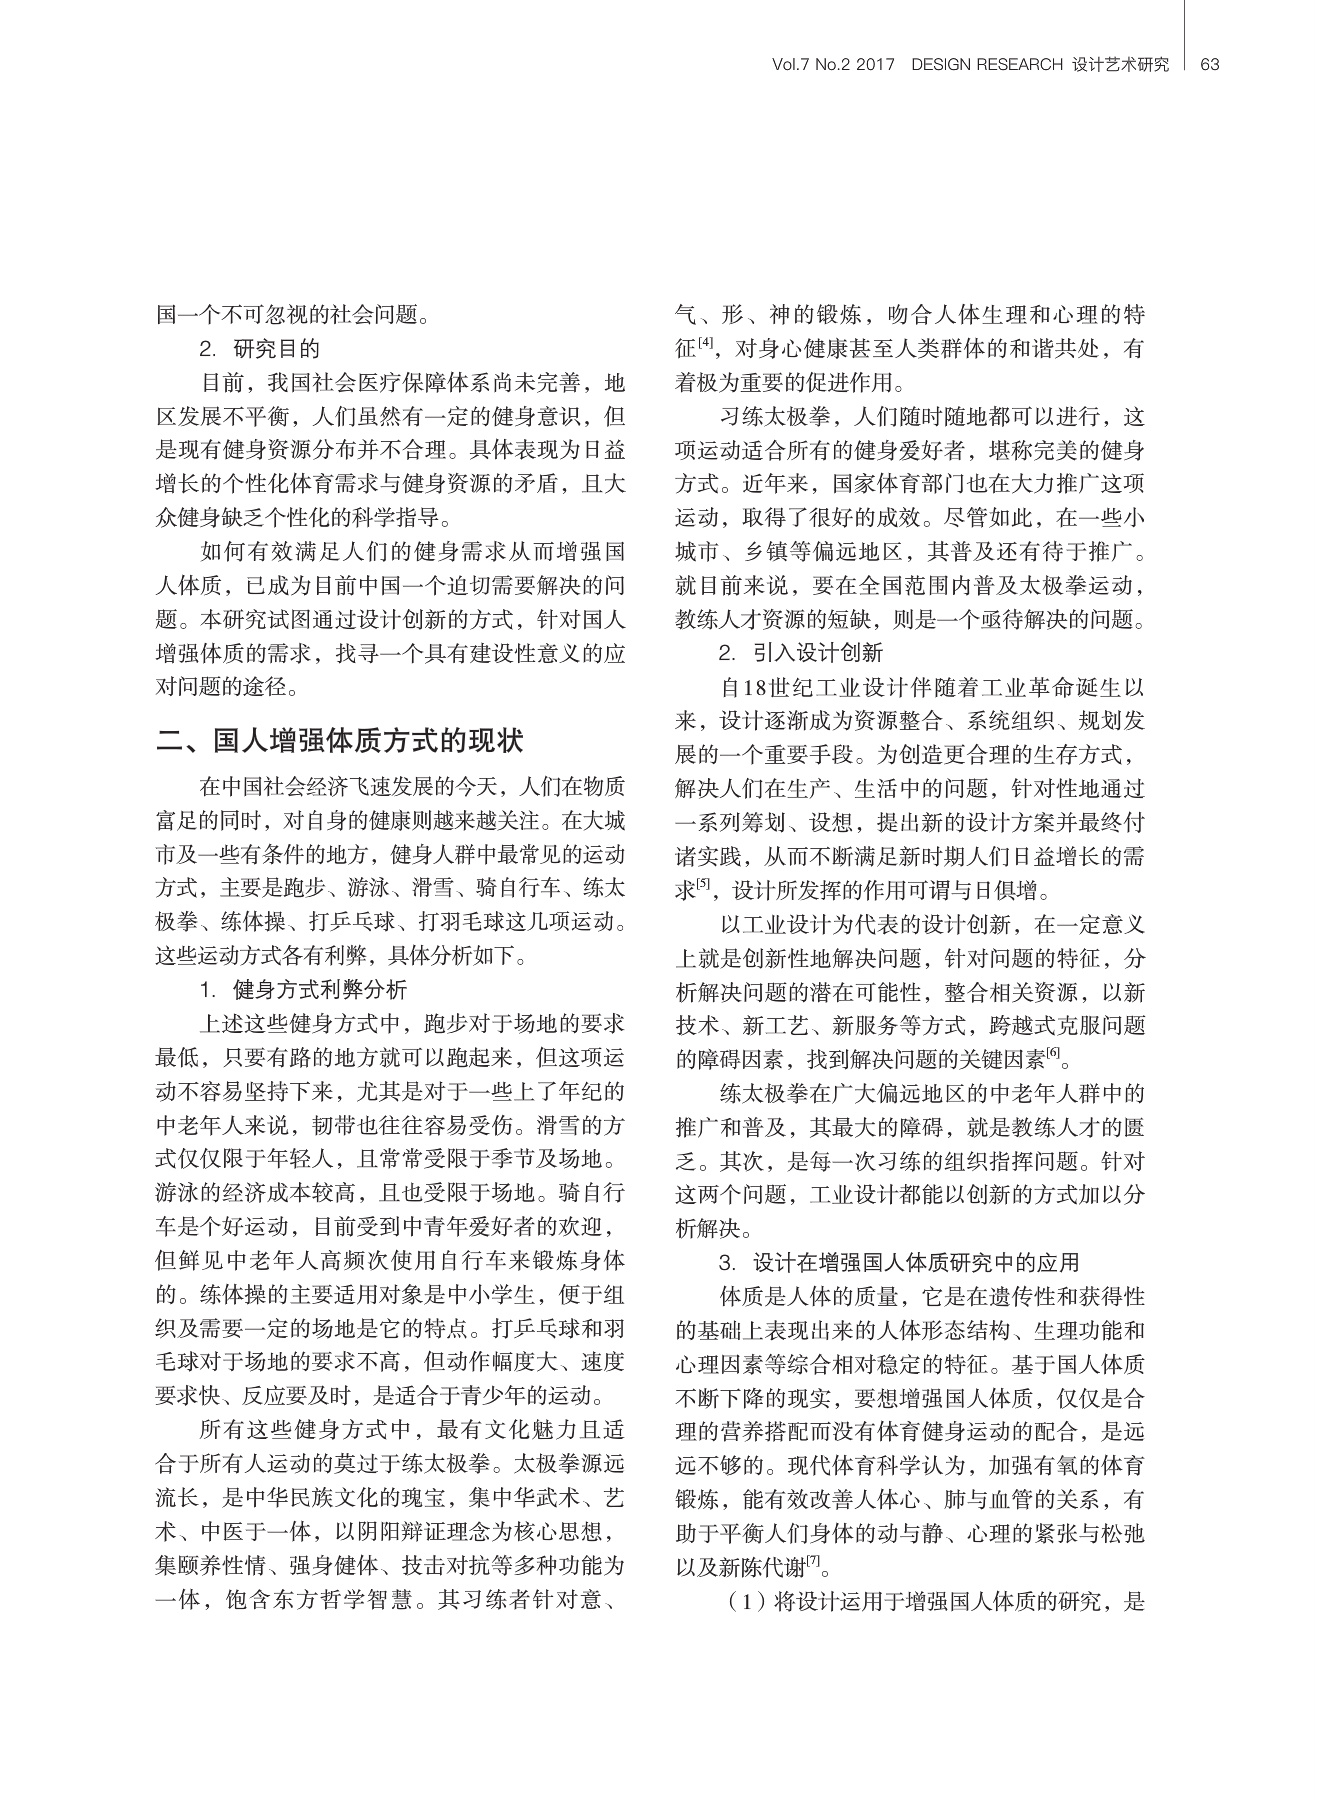 Vol.7 No.2 2017 DESIGN RESEARCH 设计艺术研究 63
国一个不可忽视的社会问题。
2. 研究目的
目前，我国社会医疗保障体系尚未完善，地
区发展不平衡，人们虽然有一定的健身意识，但
是现有健身资源分布并不合理。具体表现为日益
增长的个性化体育需求与健身资源的矛盾，且大
众健身缺乏个性化的科学指导。
如何有效满足人们的健身需求从而增强国
人体质，已成为目前中国一个迫切需要解决的问
题。本研究试图通过设计创新的方式，针对国人
增强体质的需求，找寻一个具有建设性意义的应
对问题的途径。
二、国人增强体质方式的现状
在中国社会经济飞速发展的今天，人们在物质
富足的同时，对自身的健康则越来越关注。在大城
市及一些有条件的地方，健身人群中最常见的运动
方式，主要是跑步、游泳、滑雪、骑自行车、练太
极拳、练体操、打乒乓球、打羽毛球这几项运动。
这些运动方式各有利弊，具体分析如下。
1. 健身方式利弊分析
上述这些健身方式中，跑步对于场地的要求
最低，只要有路的地方就可以跑起来，但这项运
动不容易坚持下来，尤其是对于一些上了年纪的
中老年人来说，韧带也往往容易受伤。滑雪的方
式仅仅限于年轻人，且常常受限于季节及场地。
游泳的经济成本较高，且也受限于场地。骑自行
车是个好运动，目前受到中青年爱好者的欢迎，
但鲜见中老年人高频次使用自行车来锻炼身体
的。练体操的主要适用对象是中小学生，便于组
织及需要一定的场地是它的特点。打乒乓球和羽
毛球对于场地的要求不高，但动作幅度大、速度
要求快、反应要及时，是适合于青少年的运动。
所有这些健身方式中，最有文化魅力且适
合于所有人运动的莫过于练太极拳。太极拳源远
流长，是中华民族文化的瑰宝，集中华武术、艺
术、中医于一体，以阴阳辩证理念为核心思想，
集颐养性情、强身健体、技击对抗等多种功能为
一体，饱含东方哲学智慧。其习练者针对意、
气、形、神的锻炼，吻合人体生理和心理的特
征[4]，对身心健康甚至人类群体的和谐共处，有
着极为重要的促进作用。
习练太极拳，人们随时随地都可以进行，这
项运动适合所有的健身爱好者，堪称完美的健身
方式。近年来，国家体育部门也在大力推广这项
运动，取得了很好的成效。尽管如此，在一些小
城市、乡镇等偏远地区，其普及还有待于推广。
就目前来说，要在全国范围内普及太极拳运动，
教练人才资源的短缺，则是一个亟待解决的问题。
2. 引入设计创新
自18世纪工业设计伴随着工业革命诞生以
来，设计逐渐成为资源整合、系统组织、规划发
展的一个重要手段。为创造更合理的生存方式，
解决人们在生产、生活中的问题，针对性地通过
一系列筹划、设想，提出新的设计方案并最终付
诸实践，从而不断满足新时期人们日益增长的需
求[5]，设计所发挥的作用可谓与日俱增。
以工业设计为代表的设计创新，在一定意义
上就是创新性地解决问题，针对问题的特征，分
析解决问题的潜在可能性，整合相关资源，以新
技术、新工艺、新服务等方式，跨越式克服问题
的障碍因素，找到解决问题的关键因素[6]。
练太极拳在广大偏远地区的中老年人群中的
推广和普及，其最大的障碍，就是教练人才的匮
乏。其次，是每一次习练的组织指挥问题。针对
这两个问题，工业设计都能以创新的方式加以分
析解决。
3. 设计在增强国人体质研究中的应用
体质是人体的质量，它是在遗传性和获得性
的基础上表现出来的人体形态结构、生理功能和
心理因素等综合相对稳定的特征。基于国人体质
不断下降的现实，要想增强国人体质，仅仅是合
理的营养搭配而没有体育健身运动的配合，是远
远不够的。现代体育科学认为，加强有氧的体育
锻炼，能有效改善人体心、肺与血管的关系，有
助于平衡人们身体的动与静、心理的紧张与松弛
以及新陈代谢[7]。
（1）将设计运用于增强国人体质的研究，是